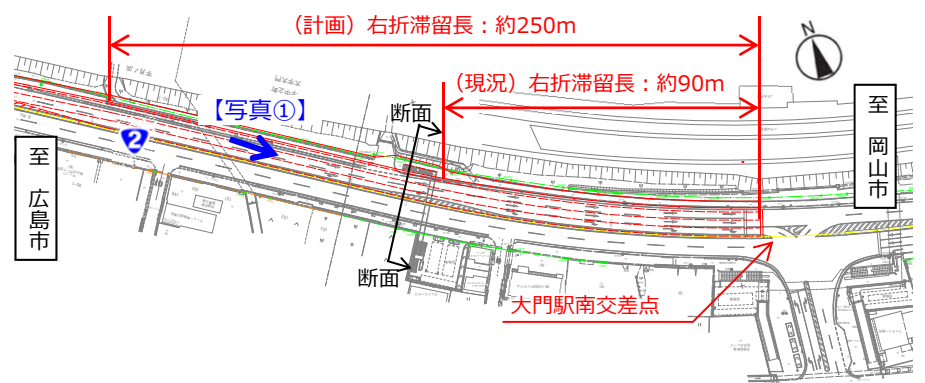 （計画）右折滞留長：約250m
N
（現況）右折滞留長：約90m
至 岡山市
断面
【写真①】
2
至 広島市
断面
大門駅南交差点